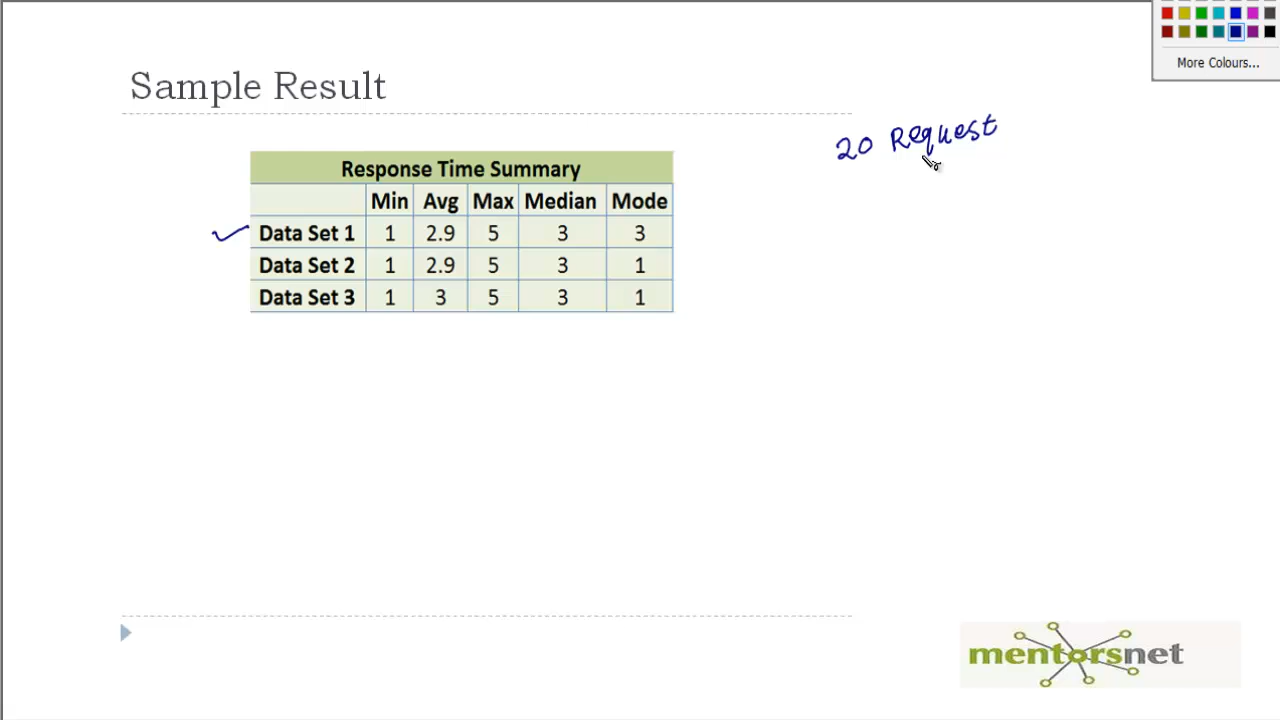 More Colours...
Sample Result
20 Request
Response Time Summary
Min Avg Max Median Mode
Data Set 1 1 2.9 5 3 3
Data Set 2 1 2.9 5 3 1
Data Set 3 1 3 5 3 1
mentorsnet